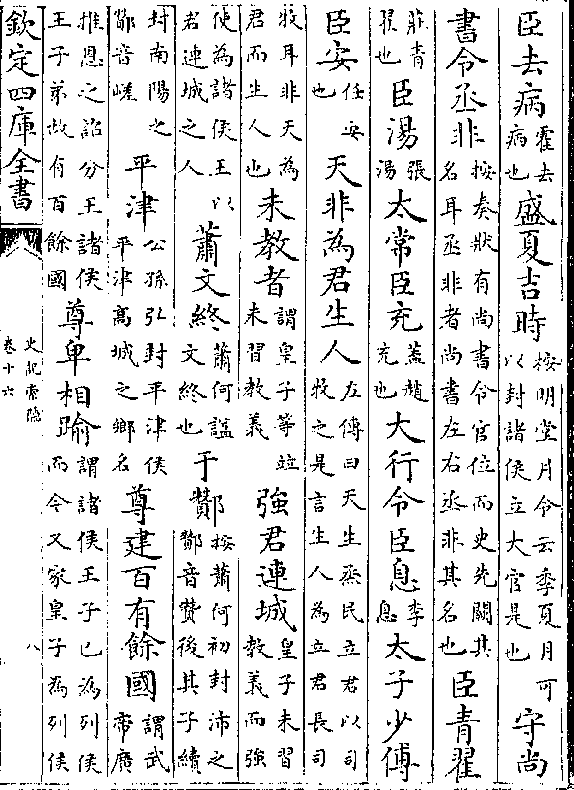 臣去病霍去病也盛夏吉時按明堂月令云季夏月可以封諸侯立大官是也守尚
書令丞非按奏狀有尚書令官位而史先闕其名耳丞非者尚書左右丞非其名也臣青翟
莊青翟也臣湯張湯太常臣充葢趙充也大行令臣息李息太子少傅
臣安任安也天非為君生人左傳曰天生烝民立君以司牧之是言生人為立君長司
牧耳非天為君而生人也未教者謂皇子等竝未習教義強君連城皇子未習教義而強
使為諸侯王以君連城之人蕭文終蕭何諡文終也于酇按蕭何初封沛之酇音贊後其子續
封南陽之酇音嵯平津公孫弘封平津侯平津高城之鄉名尊建百有餘國謂武帝廣
推恩之詔分王諸侯王子弟故有百餘國尊卑相踰謂諸侯王子已為列侯而令又家皇子為列侯
欽定四庫全書
史記索隱
卷十六
八